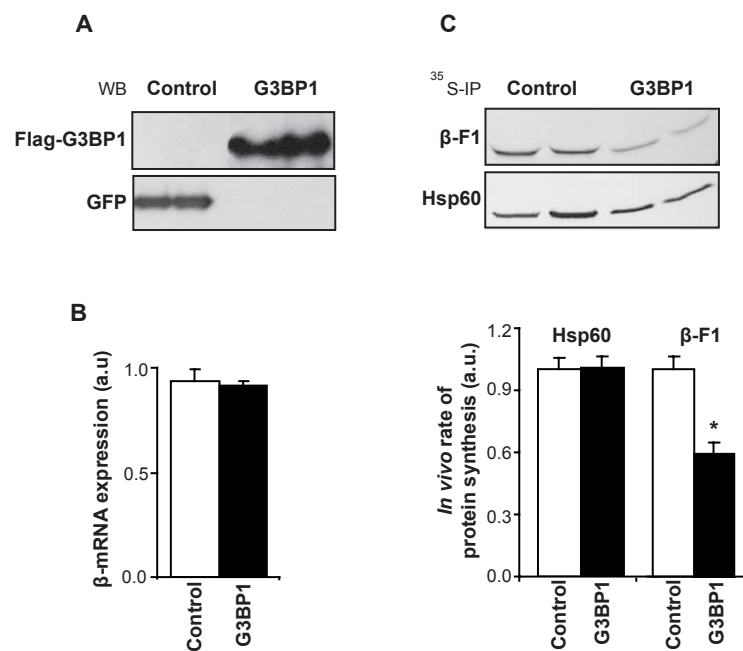 A
WB Control G3BP1
Flag-G3BP1
GFP
B
β-mRNA expression (a.u)
1.0
0.5
0.0
Control
G3BP1
C
35 S-IP Control G3BP1
β-F1
Hsp60
In vivo rate of
protein synthesis (a.u.)
1.2
0.9
0.6
0.3
0.0
Hsp60 β-F1
*
Control
G3BP1
Control
G3BP1